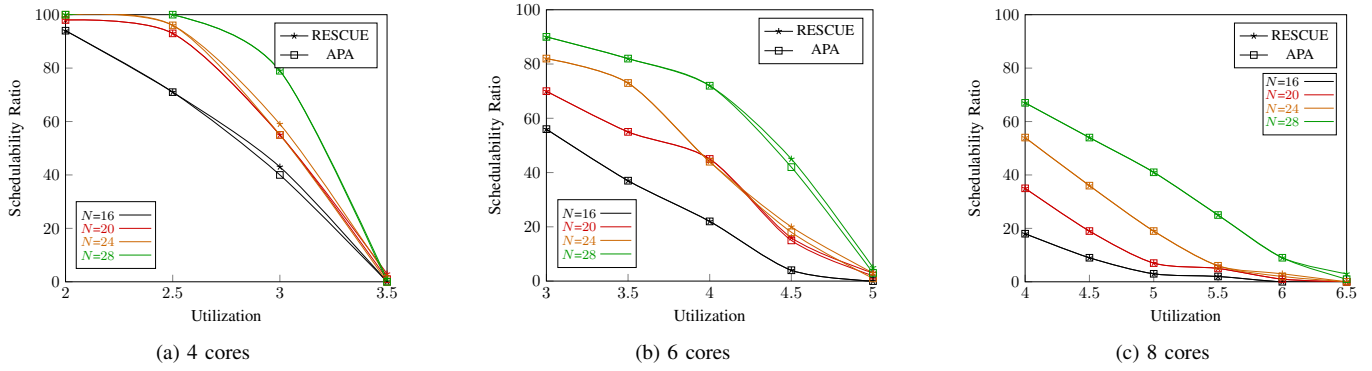 100
80
60
40
20
0
Schedulability Ratio
RESCUE
APA
N=16
N=20
N=24
N=28
2
2.5
3
3.5
Utilization
(a) 4 cores
100
80
60
40
20
0
Schedulability Ratio
RESCUE
APA
N=16
N=20
N=24
N=28
3
3.5
4
4.5
5
Utilization
(b) 6 cores
100
80
60
40
20
0
Schedulability Ratio
RESCUE
APA
N=16
N=20
N=24
N=28
4
4.5
5
5.5
6
6.5
Utilization
(c) 8 cores